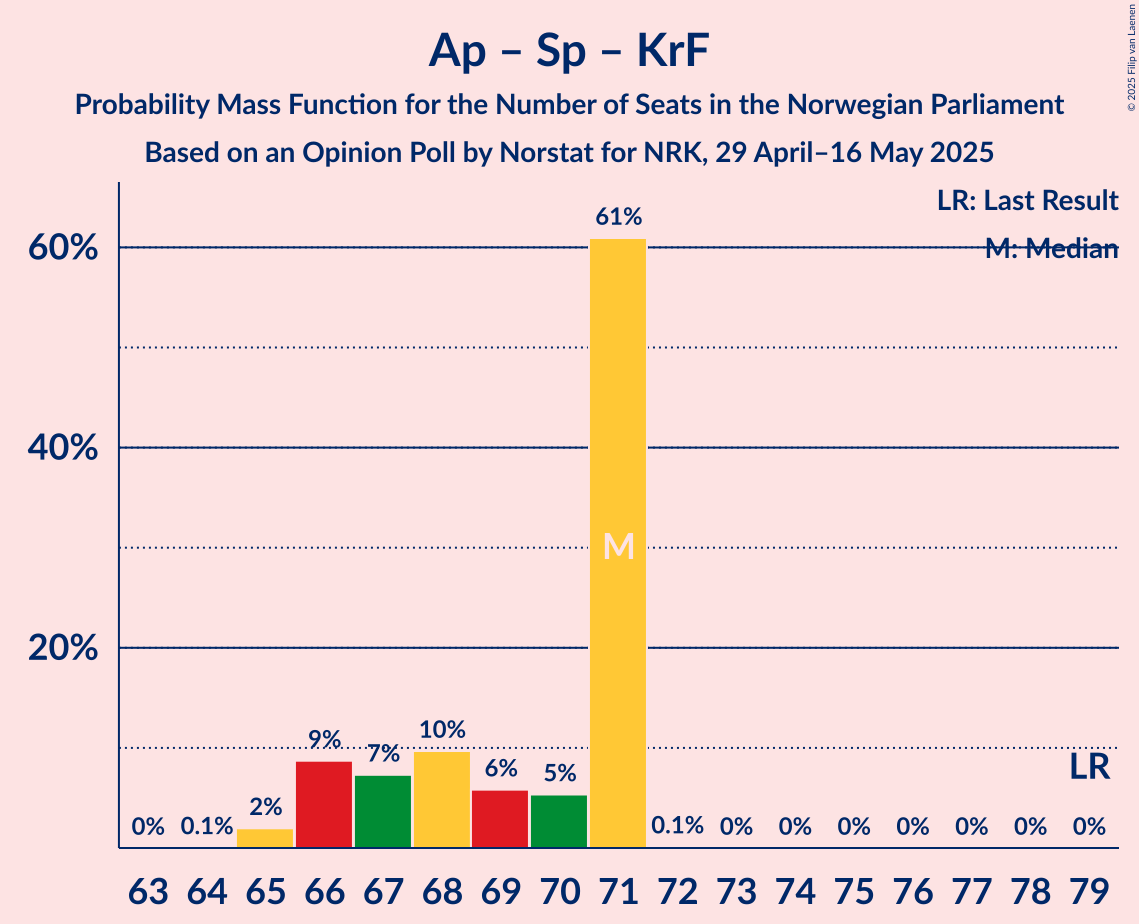 Ap – Sp – KrF
Probability Mass Function for the Number of Seats in the Norwegian Parliament
Based on an Opinion Poll by Norstat for NRK, 29 April–16 May 2025
© 2025 Filip van Laenen
LR: Last Result
M: Median
60%
40%
20%
0% 0.1% 2% 9% 7% 10% 6% 5% 61% 0.1% 0% 0% 0% 0% 0% 0% 0%
M
LR
63 64 65 66 67 68 69 70 71 72 73 74 75 76 77 78 79